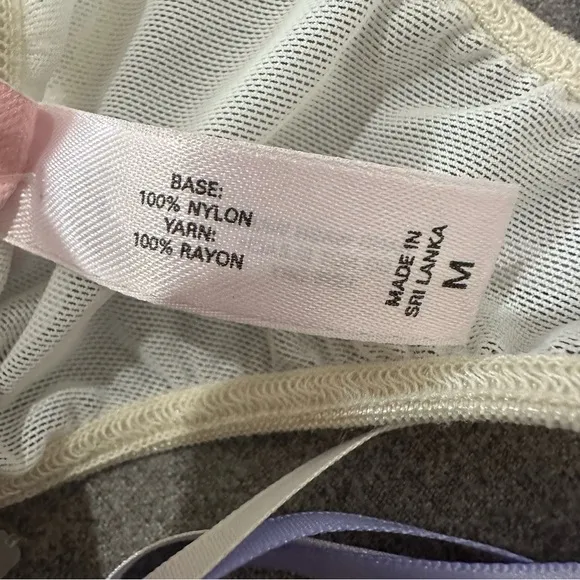 BASE:
100% NYLON
YARN:
100% RAYON
MADE IN
SRI LANKA
M